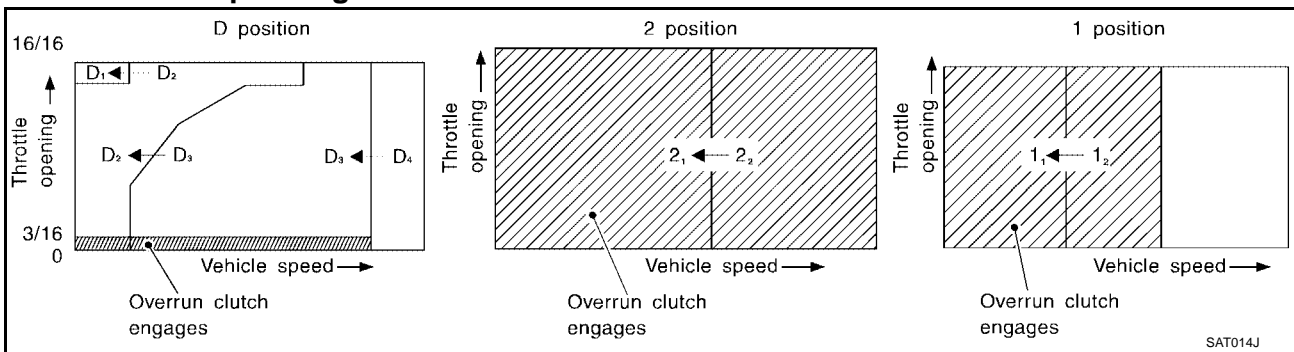 D position
16/16
D₁ ◄ D₂
D₂ ◄ D₃
D₃ ◄ D₄
Throttle
opening →
3/16
0
Vehicle speed →
Overrun clutch
engages
2 position
Throttle
opening →
2₁ ◄ 2₂
Vehicle speed →
Overrun clutch
engages
1 position
Throttle
opening →
1₁ ◄ 1₂
Vehicle speed →
Overrun clutch
engages
SAT014J